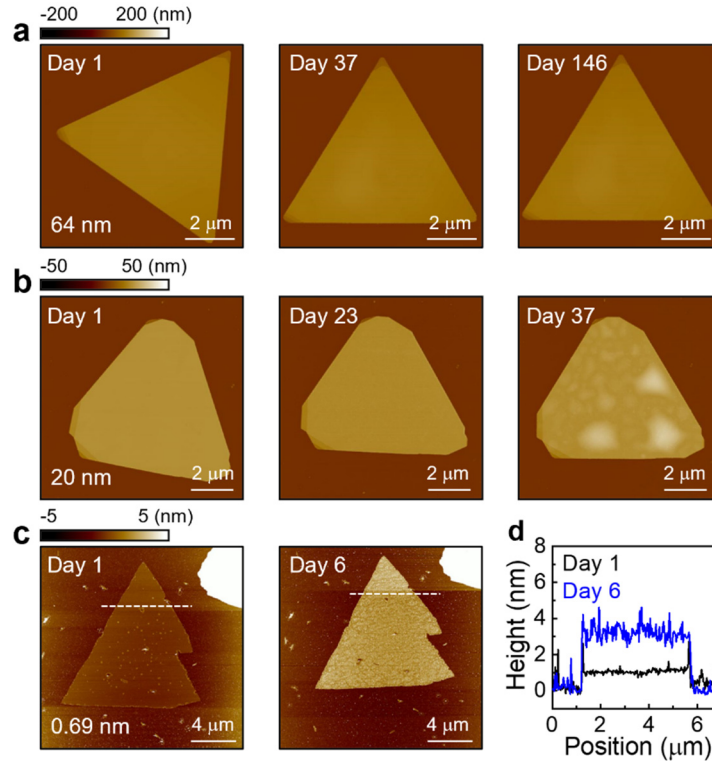 -200 200 (nm)
a
Day 1
Day 37
Day 146
64 nm
2 μm
2 μm
2 μm
-50 50 (nm)
b
Day 1
Day 23
Day 37
20 nm
2 μm
2 μm
2 μm
-5 5 (nm)
c
d
Day 1
Day 6
0.69 nm
4 μm
4 μm
8
6
4
2
0
Height (nm)
Day 1
Day 6
0 2 4 6
Position (μm)